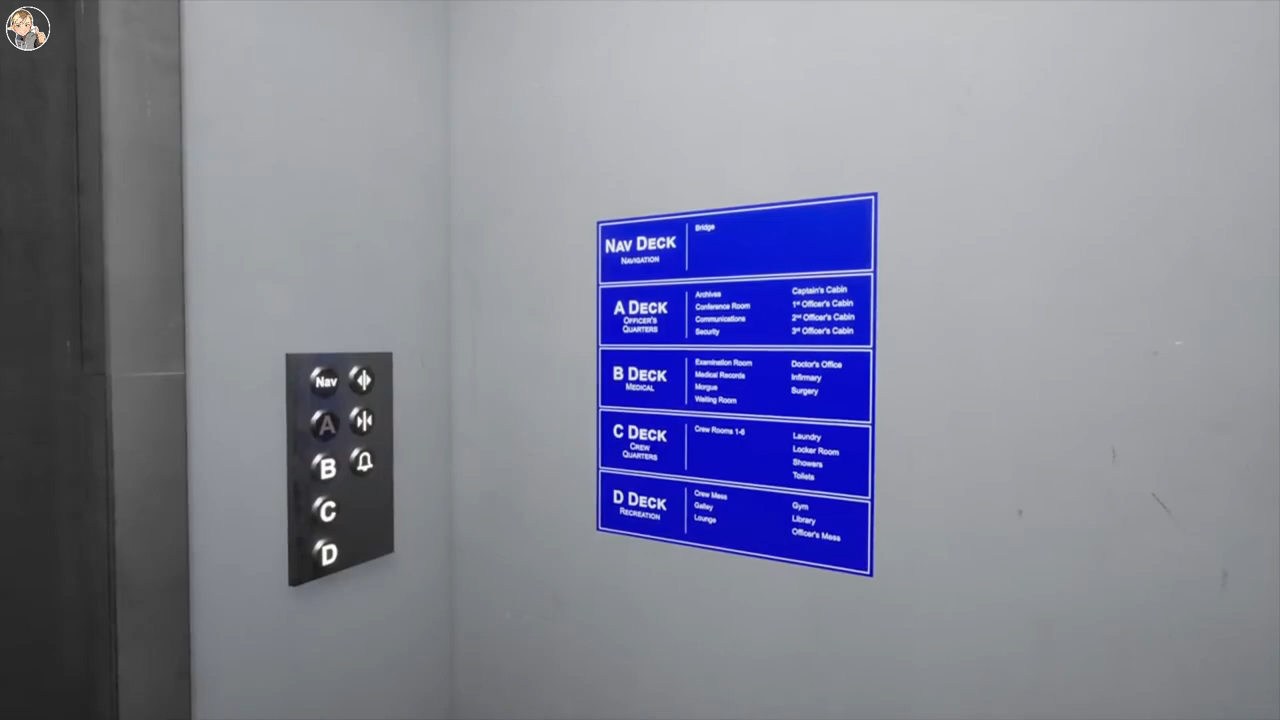 Nav
A
B
C
D
NAV DECK
NAVIGATION
Bridge
A DECK
OFFICER'S
QUARTERS
Archives
Conference Room
Communications
Security
Captain's Cabin
1st Officer's Cabin
2nd Officer's Cabin
3rd Officer's Cabin
B DECK
MEDICAL
Examination Room
Medical Records
Morgue
Waiting Room
Doctor's Office
Infirmary
Surgery
C DECK
CREW
QUARTERS
Crew Rooms 1-6
Laundry
Locker Room
Showers
Toilets
D DECK
RECREATION
Crew Mess
Galley
Lounge
Gym
Library
Officer's Mess